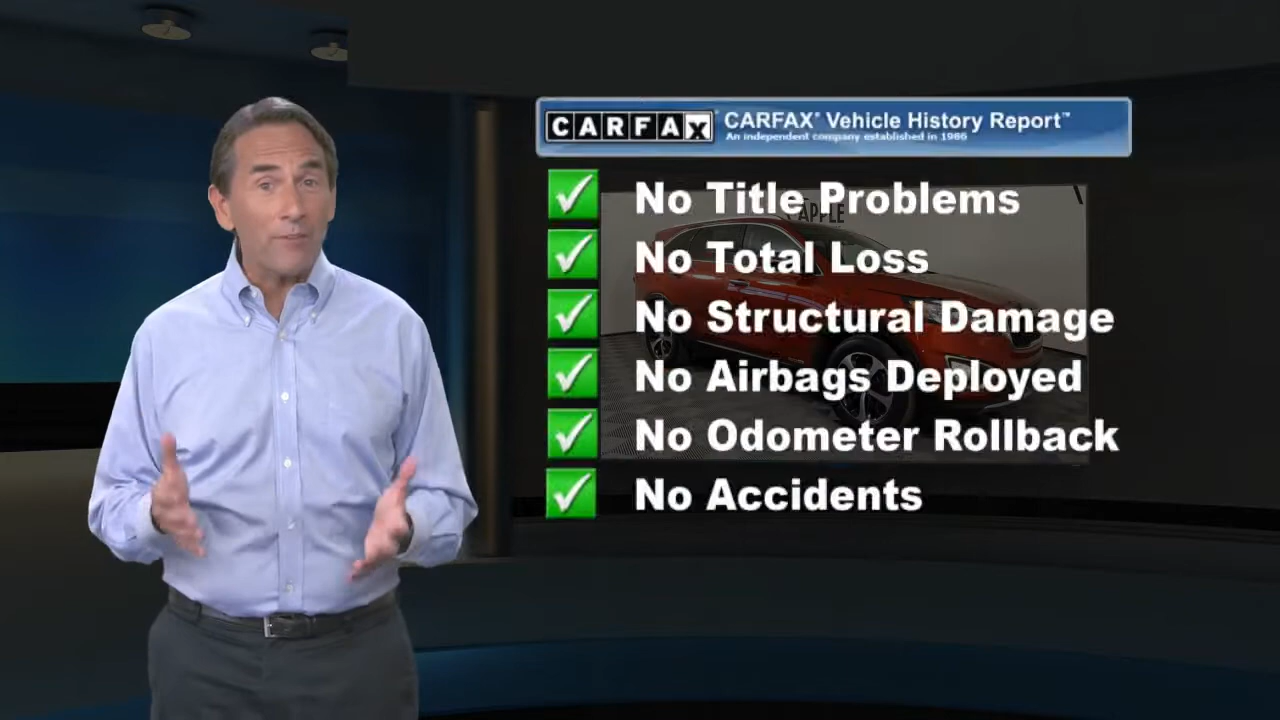 CARFAX
CARFAX® Vehicle History Report™
An independent company established in 1986
No Title Problems
APPLE
No Total Loss
No Structural Damage
No Airbags Deployed
No Odometer Rollback
No Accidents